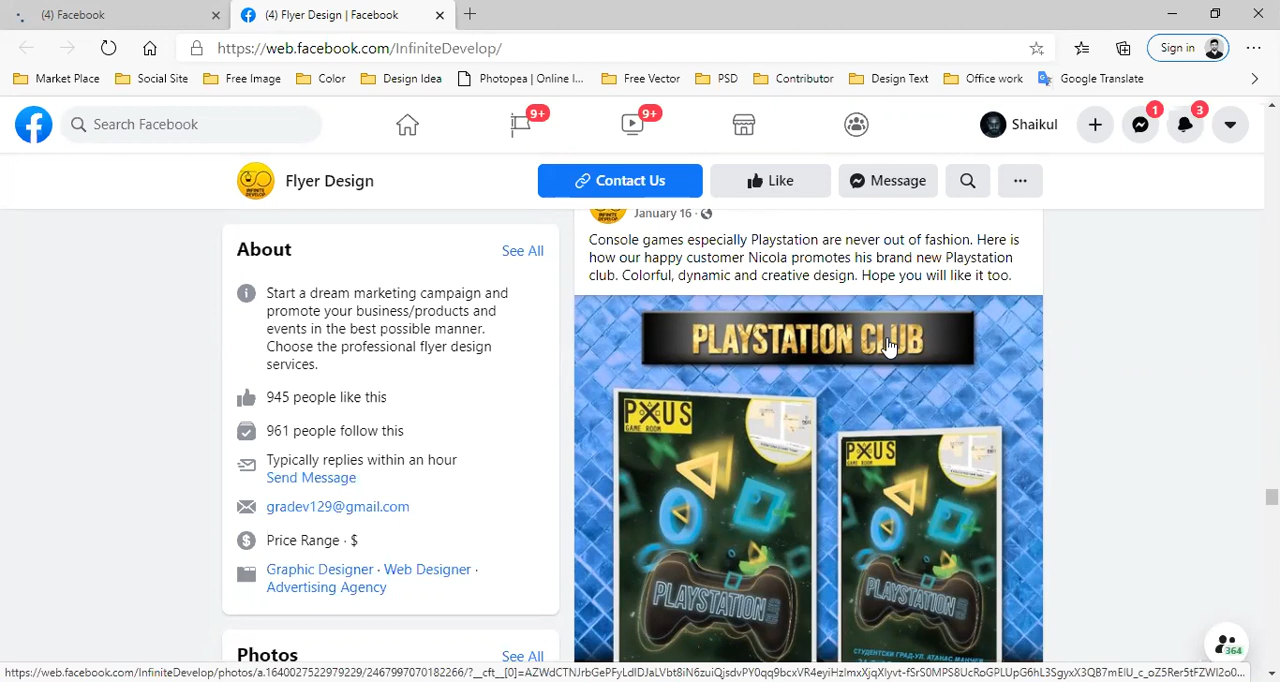 (4) Facebook
(4) Flyer Design | Facebook
https://web.facebook.com/InfiniteDevelop/
Sign in
Market Place
Social Site
Free Image
Color
Design Idea
Photopea | Online I...
Free Vector
PSD
Contributor
Design Text
Office work
Google Translate
Search Facebook
9+
9+
Shaikul
1
3
Flyer Design
Contact Us
Like
Message
January 16 ·
About
See All
Console games especially Playstation are never out of fashion. Here is
how our happy customer Nicola promotes his brand new Playstation
club. Colorful, dynamic and creative design. Hope you will like it too.
Start a dream marketing campaign and
promote your business/products and
events in the best possible manner.
Choose the professional flyer design
services.
945 people like this
961 people follow this
Typically replies within an hour
Send Message
gradev129@gmail.com
Price Range · $
Graphic Designer · Web Designer ·
Advertising Agency
Photos
See All
PLAYSTATION CLUB
PXUS
GAME ROOM
PLAYSTATION
PXUS
GAME ROOM
PLAYSTATION
364